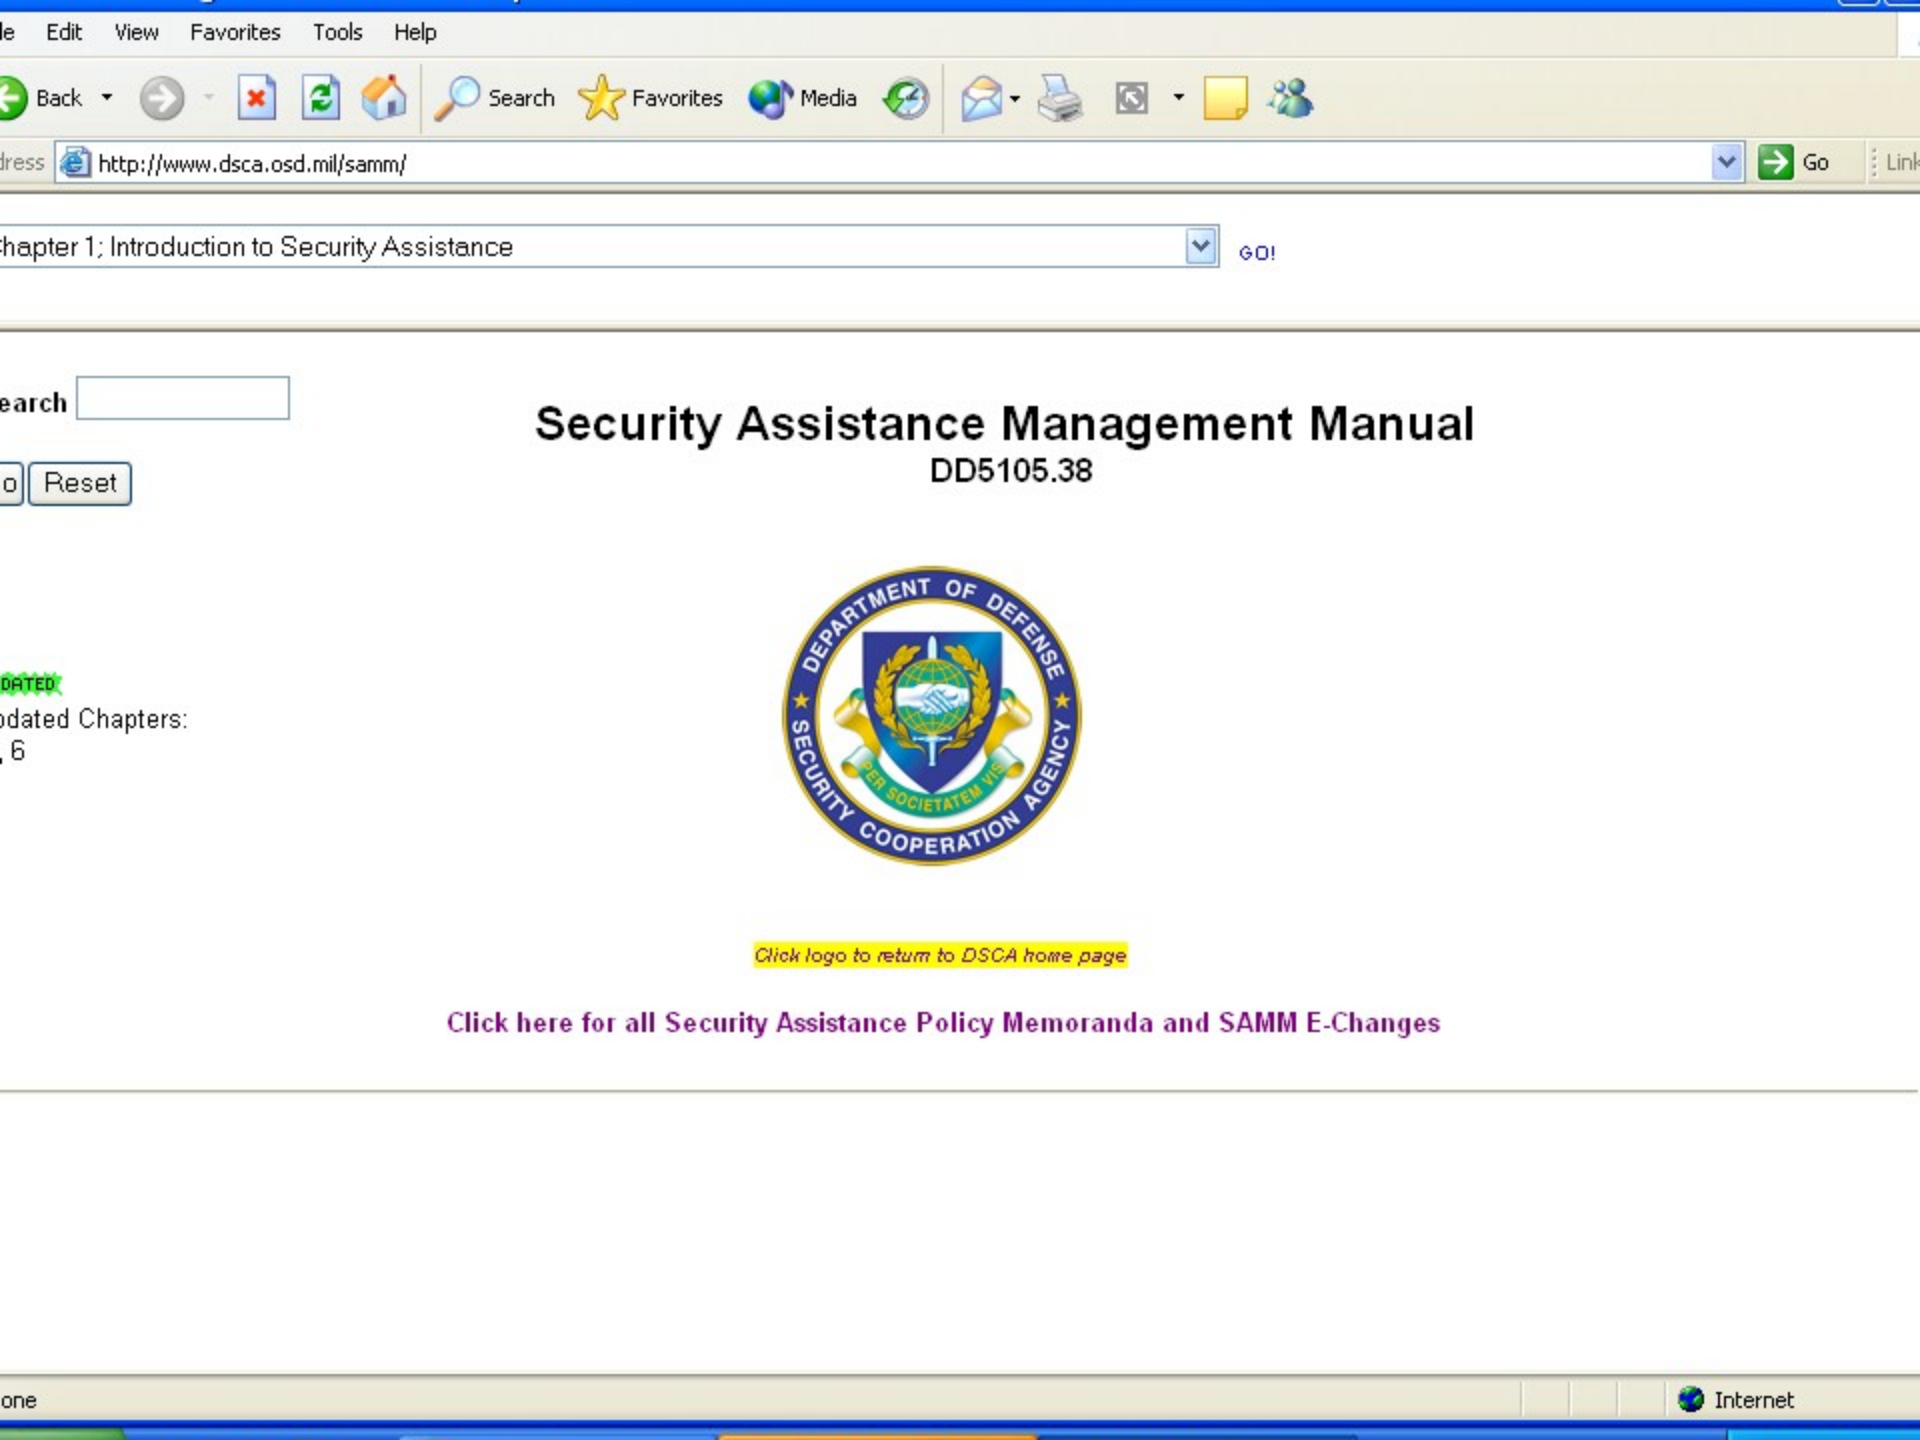 le Edit View Favorites Tools Help
Back Search Favorites Media
dress http://www.dsca.osd.mil/samm/ Go Link
hapter 1; Introduction to Security Assistance GO!
earch
Security Assistance Management Manual
DD5105.38
o Reset
DEPARTMENT OF DEFENSE
SECURITY COOPERATION AGENCY
PER SOCIETATEM VIS
DATED
pdated Chapters:
, 6
Click logo to return to DSCA home page
Click here for all Security Assistance Policy Memoranda and SAMM E-Changes
one Internet